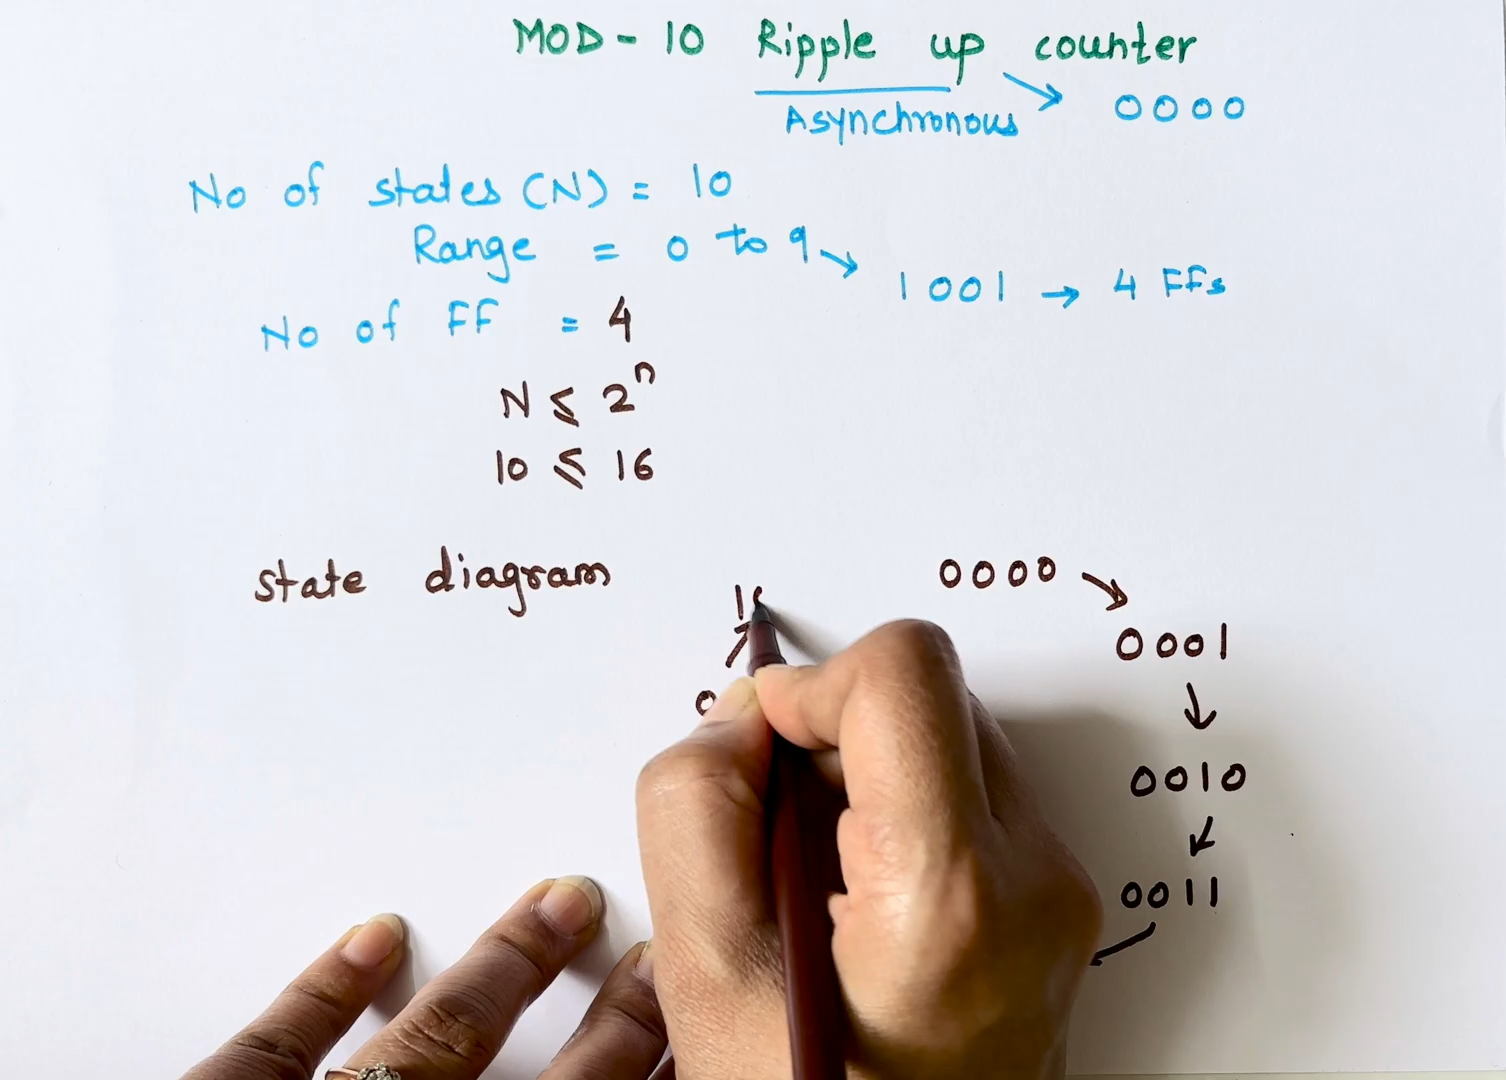 MOD - 10 Ripple up counter
Asynchronous → 0000
No of states (N) = 10
Range = 0 to 9 → 1001 → 4 FFs
No of FF = 4
N ≤ 2ⁿ
10 ≤ 16
state diagram
0000
0001
0010
0011